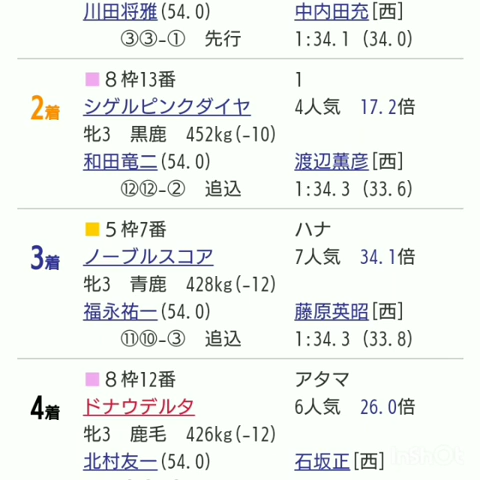 川田将雅(54.0) 中内田充[西]
③③-① 先行 1:34.1 (34.0)
8枠13番 1
2着 シゲルピンクダイヤ 4人気 17.2倍
牝3 黒鹿 452kg(-10)
和田竜二(54.0) 渡辺薫彦[西]
⑫⑫-② 追込 1:34.3 (33.6)
5枠7番 ハナ
3着 ノーブルスコア 7人気 34.1倍
牝3 青鹿 428kg(-12)
福永祐一(54.0) 藤原英昭[西]
⑪⑩-③ 追込 1:34.3 (33.8)
8枠12番 アタマ
4着 ドナウデルタ 6人気 26.0倍
牝3 鹿毛 426kg(-12)
北村友一(54.0) 石坂正[西]